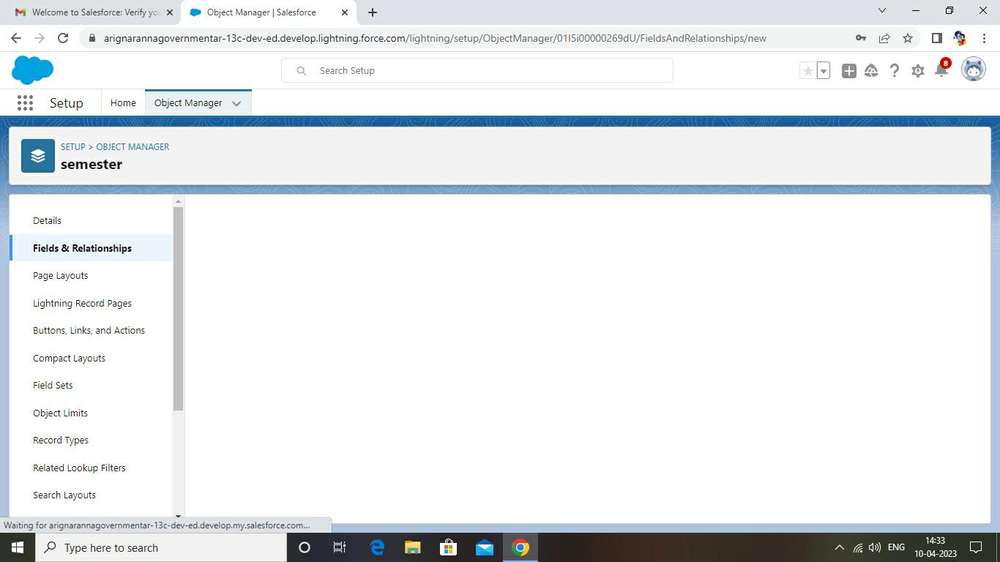 Welcome to Salesforce: Verify yo
Object Manager | Salesforce
arignarannagovernmentar-13c-dev-ed.develop.lightning.force.com/lightning/setup/ObjectManager/01I5i00000269dU/FieldsAndRelationships/new
Search Setup
8
Setup
Home
Object Manager
SETUP > OBJECT MANAGER
semester
Details
Fields & Relationships
Page Layouts
Lightning Record Pages
Buttons, Links, and Actions
Compact Layouts
Field Sets
Object Limits
Record Types
Related Lookup Filters
Search Layouts
Waiting for arignarannagovernmentar-13c-dev-ed.develop.my.salesforce.com...
Type here to search
ENG
14:33
10-04-2023